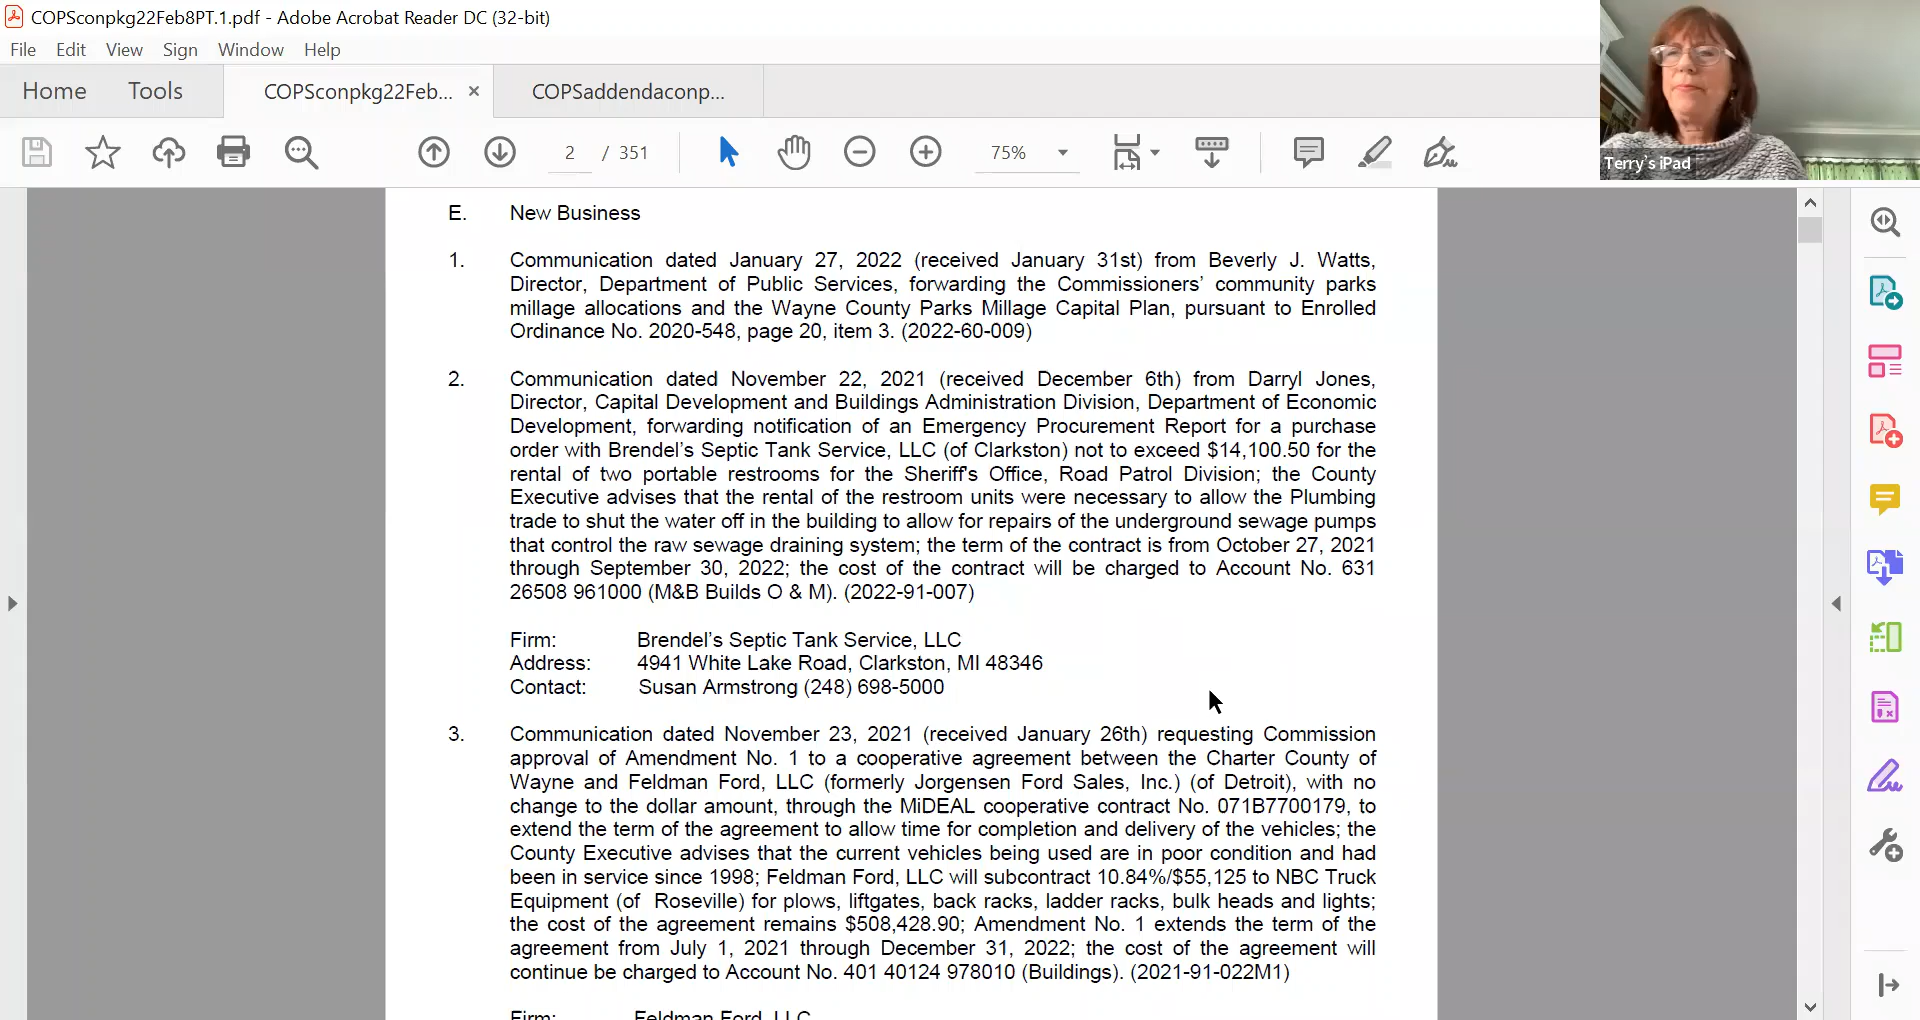 COPSconpkg22Feb8PT.1.pdf - Adobe Acrobat Reader DC (32-bit)
File Edit View Sign Window Help
Home Tools COPSconpkg22Feb... × COPSaddendaconp...
2 / 351 75%
Terry's iPad
E. New Business
1. Communication dated January 27, 2022 (received January 31st) from Beverly J. Watts,
Director, Department of Public Services, forwarding the Commissioners' community parks
millage allocations and the Wayne County Parks Millage Capital Plan, pursuant to Enrolled
Ordinance No. 2020-548, page 20, item 3. (2022-60-009)
2. Communication dated November 22, 2021 (received December 6th) from Darryl Jones,
Director, Capital Development and Buildings Administration Division, Department of Economic
Development, forwarding notification of an Emergency Procurement Report for a purchase
order with Brendel's Septic Tank Service, LLC (of Clarkston) not to exceed $14,100.50 for the
rental of two portable restrooms for the Sheriff's Office, Road Patrol Division; the County
Executive advises that the rental of the restroom units were necessary to allow the Plumbing
trade to shut the water off in the building to allow for repairs of the underground sewage pumps
that control the raw sewage draining system; the term of the contract is from October 27, 2021
through September 30, 2022; the cost of the contract will be charged to Account No. 631
26508 961000 (M&B Builds O & M). (2022-91-007)
Firm: Brendel's Septic Tank Service, LLC
Address: 4941 White Lake Road, Clarkston, MI 48346
Contact: Susan Armstrong (248) 698-5000
3. Communication dated November 23, 2021 (received January 26th) requesting Commission
approval of Amendment No. 1 to a cooperative agreement between the Charter County of
Wayne and Feldman Ford, LLC (formerly Jorgensen Ford Sales, Inc.) (of Detroit), with no
change to the dollar amount, through the MiDEAL cooperative contract No. 071B7700179, to
extend the term of the agreement to allow time for completion and delivery of the vehicles; the
County Executive advises that the current vehicles being used are in poor condition and had
been in service since 1998; Feldman Ford, LLC will subcontract 10.84%/$55,125 to NBC Truck
Equipment (of Roseville) for plows, liftgates, back racks, ladder racks, bulk heads and lights;
the cost of the agreement remains $508,428.90; Amendment No. 1 extends the term of the
agreement from July 1, 2021 through December 31, 2022; the cost of the agreement will
continue be charged to Account No. 401 40124 978010 (Buildings). (2021-91-022M1)
Firm: Feldman Ford, LLC